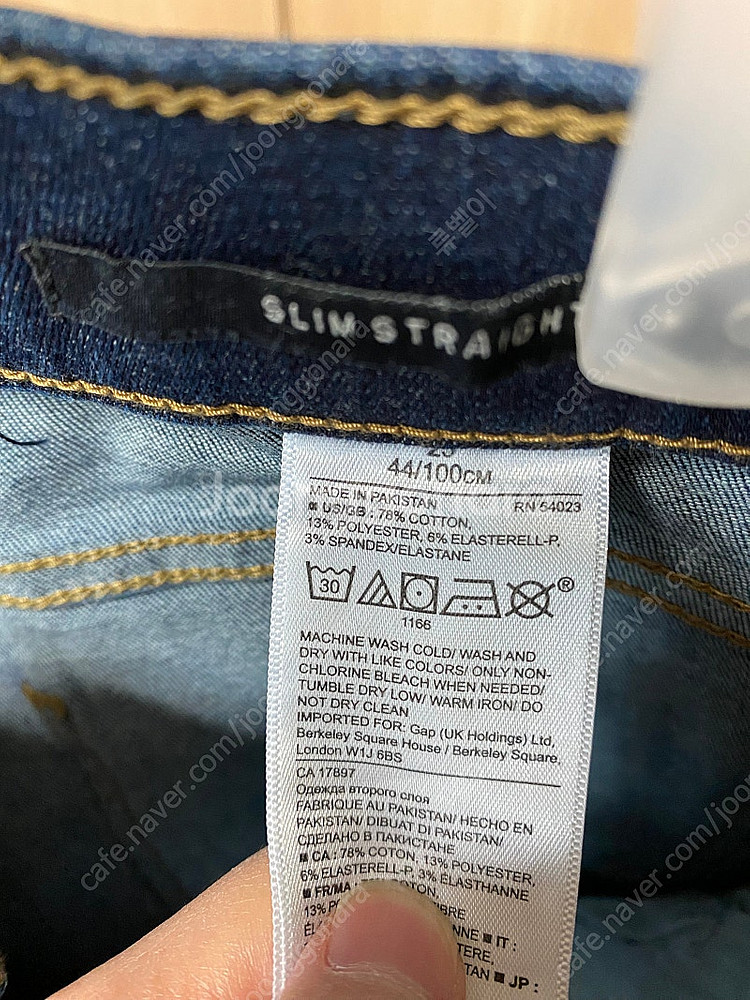 SLIM·STRAIGHT
44/100CM
MADE IN PAKISTAN RN 54023
■ US/GB : 78% COTTON,
13% POLYESTER, 6% ELASTERELL-P,
3% SPANDEX/ELASTANE
30 ®
1166
MACHINE WASH COLD/ WASH AND
DRY WITH LIKE COLORS/ ONLY NON-
CHLORINE BLEACH WHEN NEEDED/
TUMBLE DRY LOW/ WARM IRON/ DO
NOT DRY CLEAN
IMPORTED FOR: Gap (UK Holdings) Ltd,
Berkeley Square House / Berkeley Square,
London W1J 6BS
CA 17897
Одежда второго слоя
FABRIQUE AU PAKISTAN/ HECHO EN
PAKISTAN/ DIBUAT DI PAKISTAN/
СДЕЛАНО В ПАКИСТАНЕ
■ CA : 78% COTON, 13% POLYESTER,
6% ELASTERELL-P, 3% ELASTHANNE
■ FR/MA
13%
■ IT :
■ JP :
cafe.naver.com/joonggonara